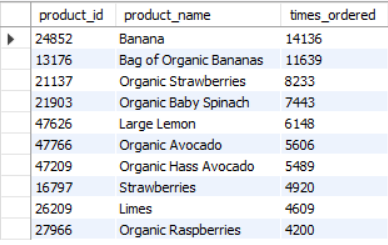 product_id product_name times_ordered
24852 Banana 14136
13176 Bag of Organic Bananas 11639
21137 Organic Strawberries 8233
21903 Organic Baby Spinach 7443
47626 Large Lemon 6148
47766 Organic Avocado 5606
47209 Organic Hass Avocado 5489
16797 Strawberries 4920
26209 Limes 4609
27966 Organic Raspberries 4200